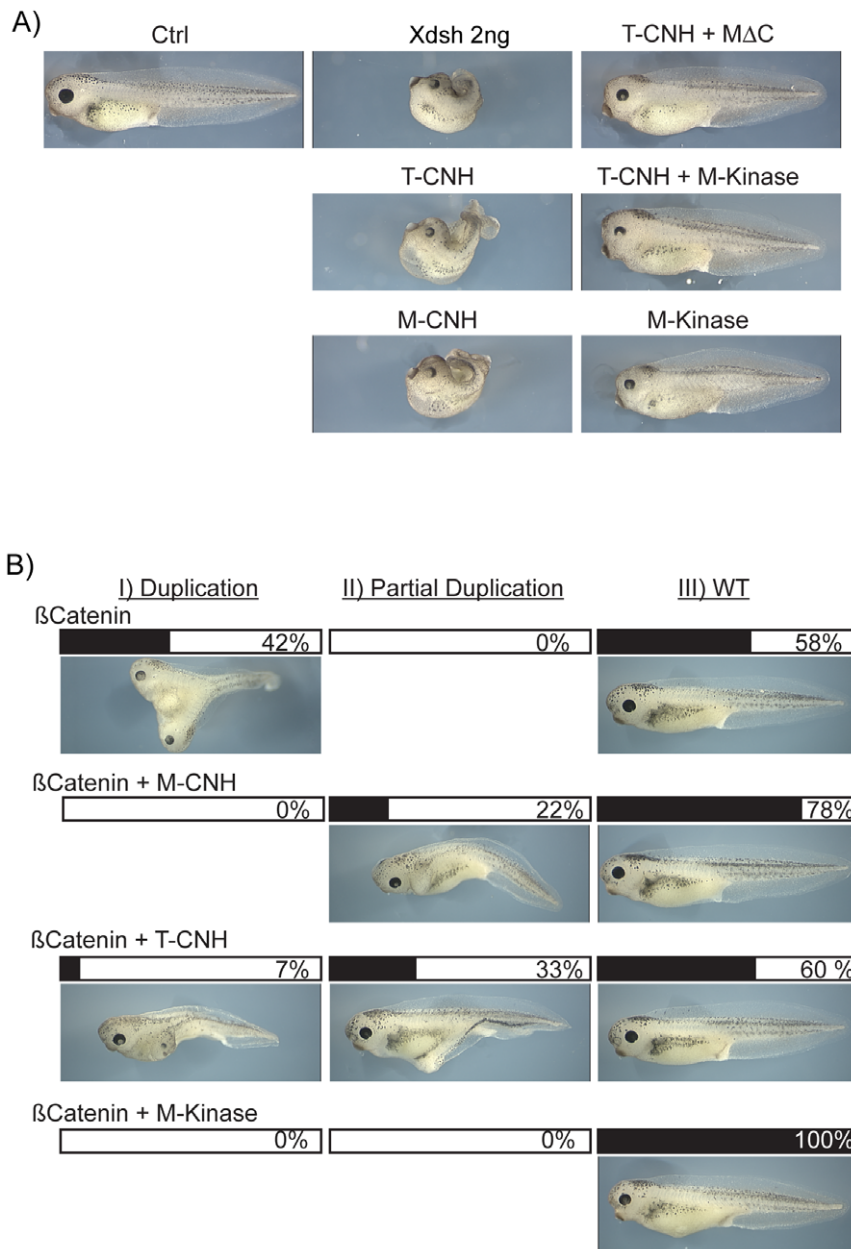 A)
Ctrl Xdsh 2ng T-CNH + MΔC
T-CNH T-CNH + M-Kinase
M-CNH M-Kinase
B)
I) Duplication II) Partial Duplication III) WT
ßCatenin
42% 0% 58%
ßCatenin + M-CNH
0% 22% 78%
ßCatenin + T-CNH
7% 33% 60 %
ßCatenin + M-Kinase
0% 0% 100%